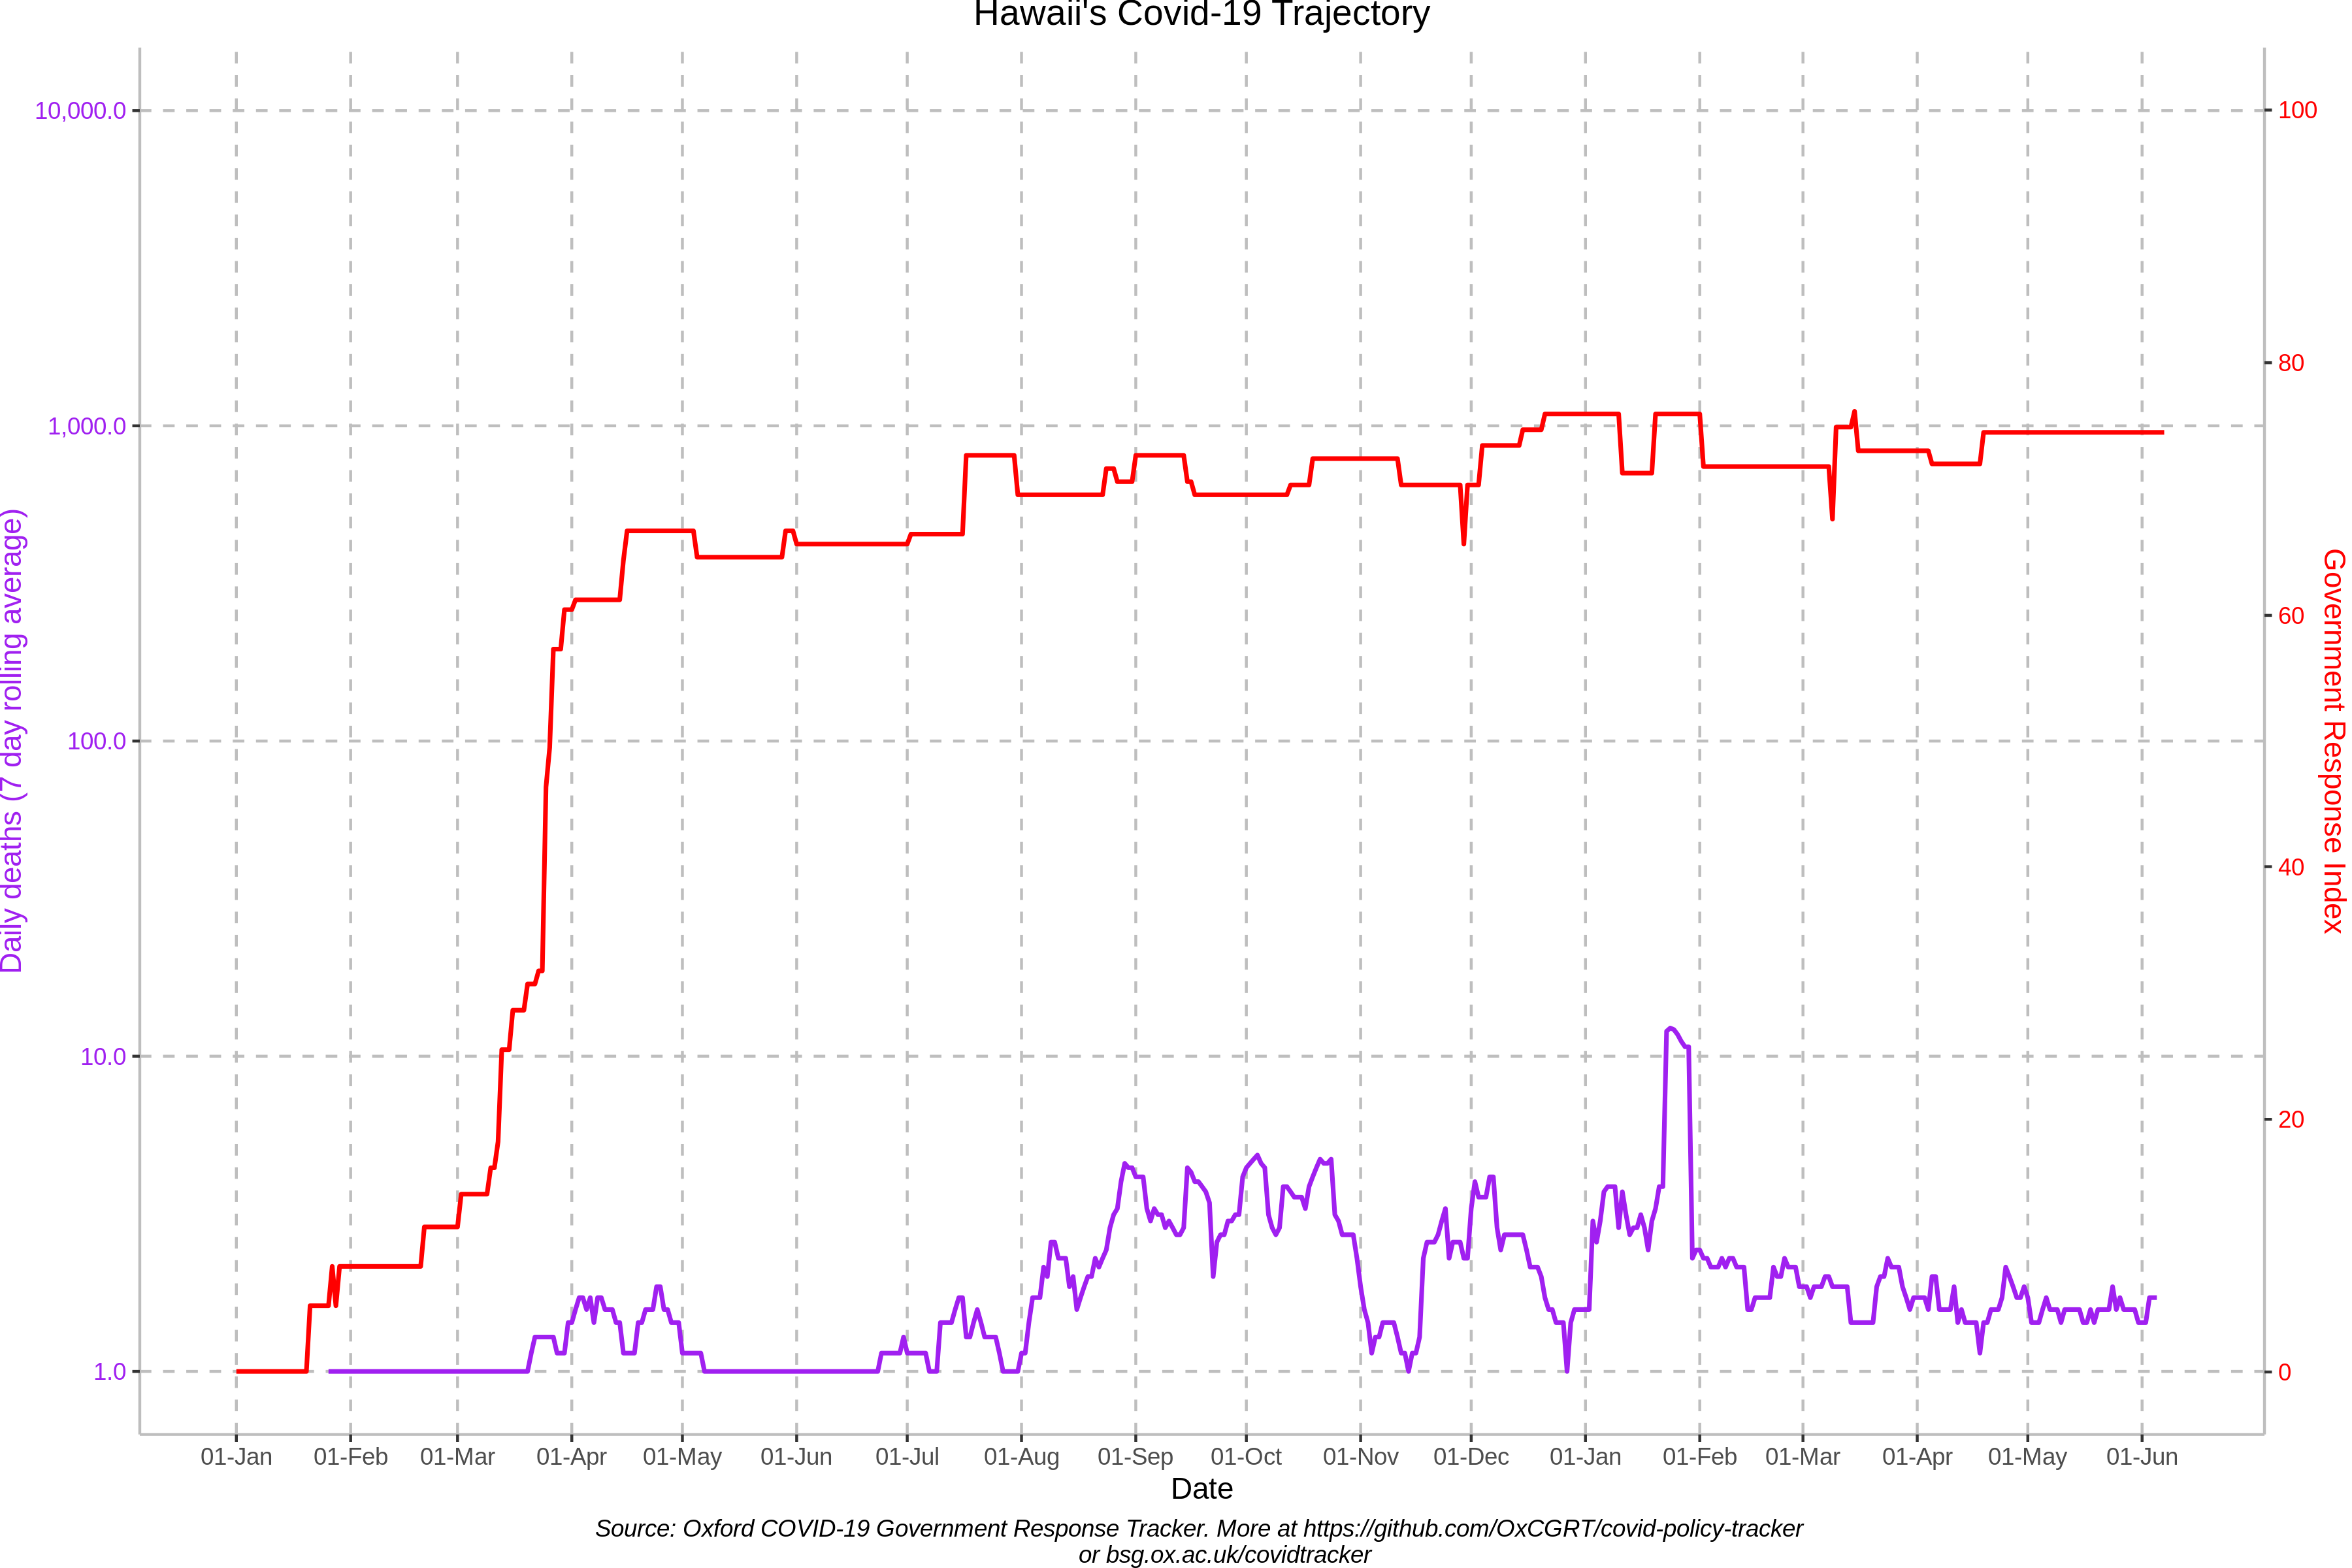 Hawaii's Covid-19 Trajectory
10,000.0
1,000.0
100.0
10.0
1.0
Daily deaths (7 day rolling average)
100
80
60
40
20
0
Government Response Index
01-Jan 01-Feb 01-Mar 01-Apr 01-May 01-Jun 01-Jul 01-Aug 01-Sep 01-Oct 01-Nov 01-Dec 01-Jan 01-Feb 01-Mar 01-Apr 01-May 01-Jun
Date
Source: Oxford COVID-19 Government Response Tracker. More at https://github.com/OxCGRT/covid-policy-tracker
or bsg.ox.ac.uk/covidtracker